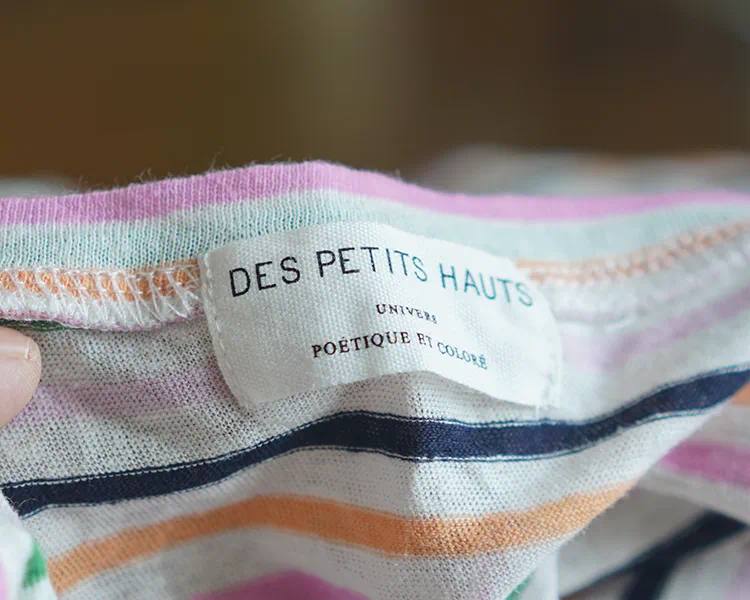 DES PETITS HAUTS
UNIVERS
POÉTIQUE ET COLORÉ